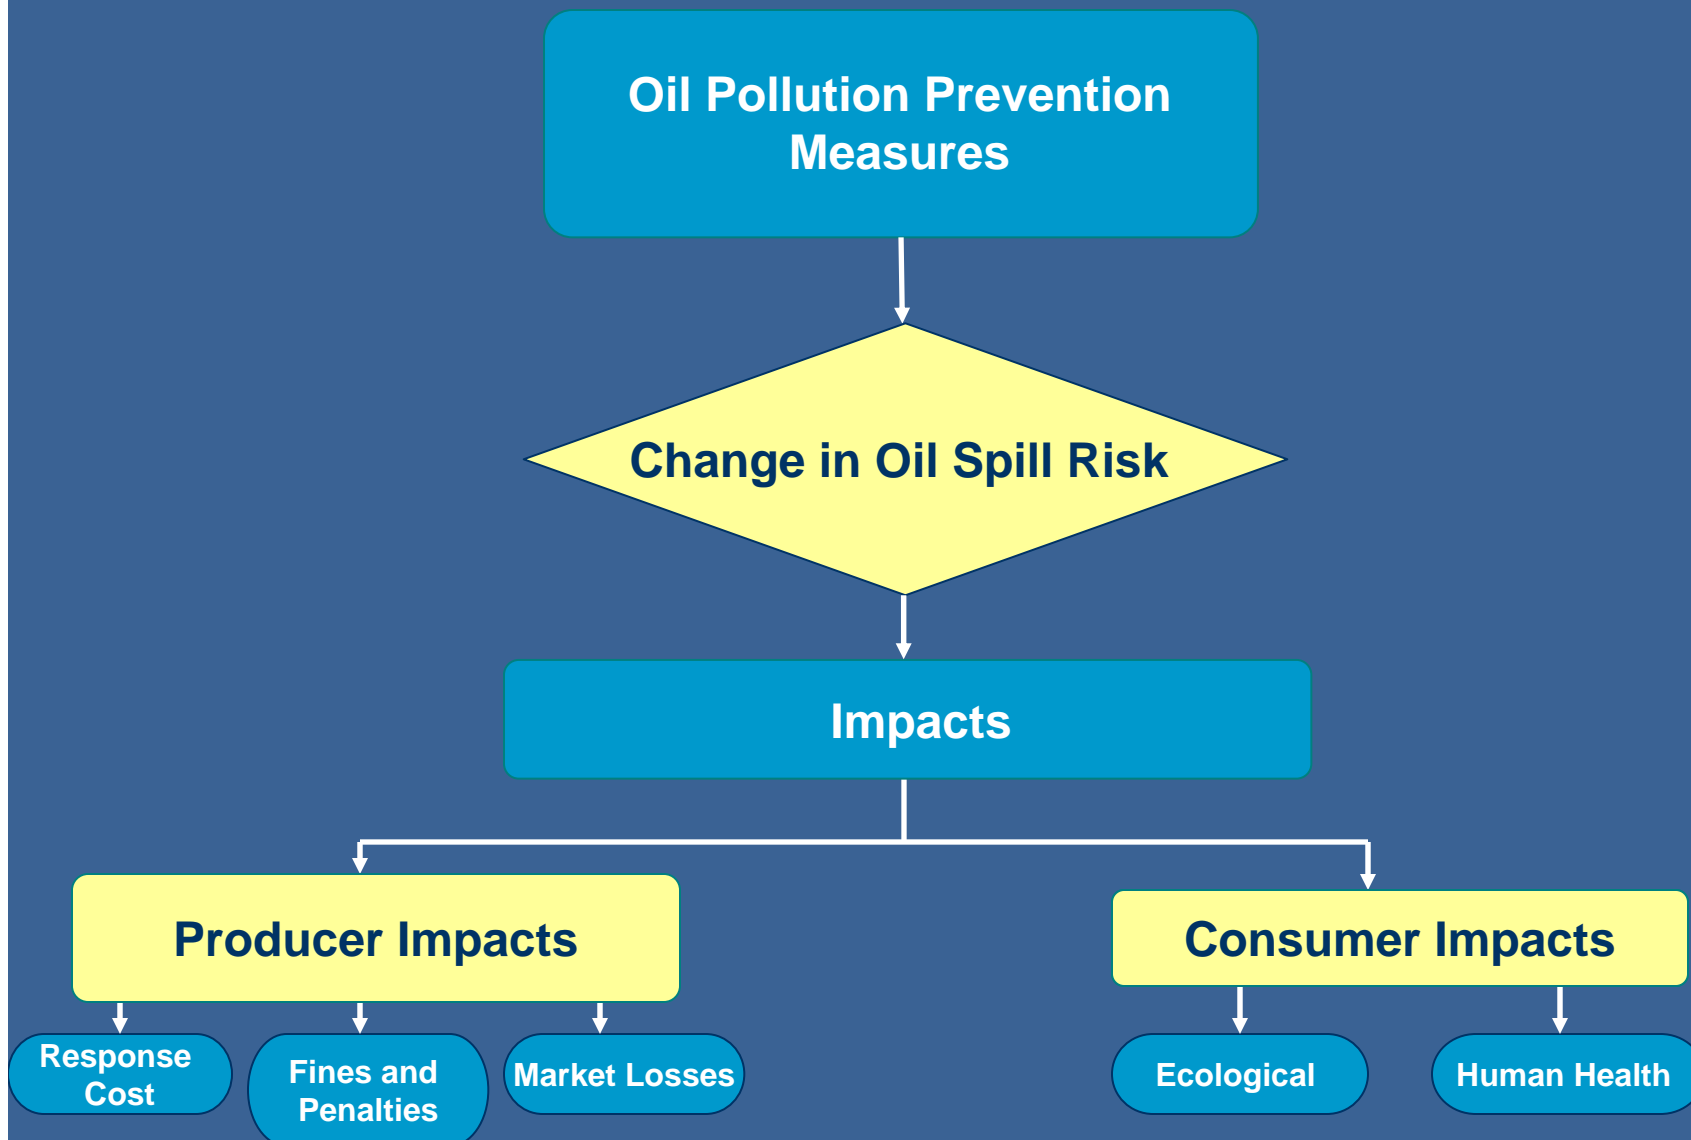 Oil Pollution Prevention
Measures
Change in Oil Spill Risk
Impacts
Producer Impacts
Consumer Impacts
Response
Cost
Fines and
Penalties
Market Losses
Ecological
Human Health